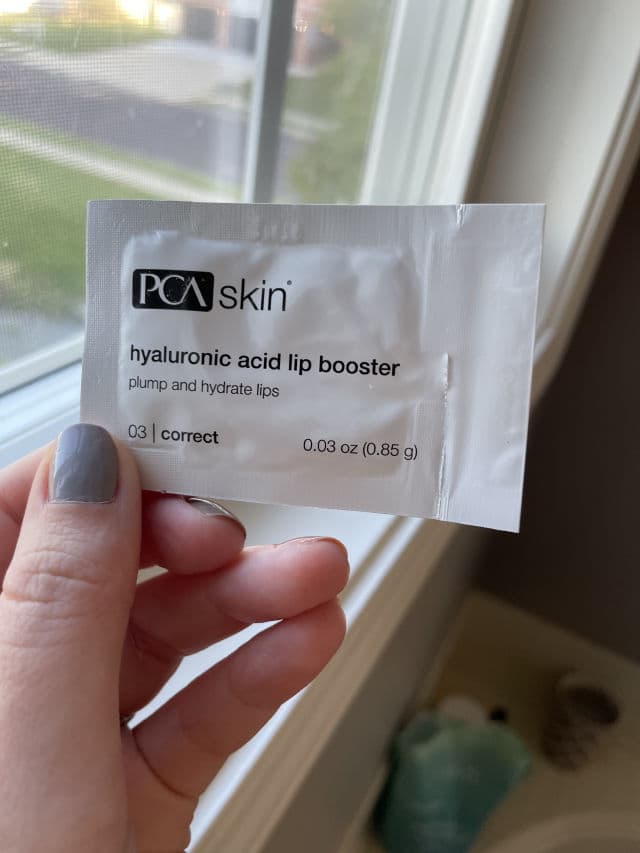 PCA skin®
hyaluronic acid lip booster
plump and hydrate lips
03 | correct
0.03 oz (0.85 g)